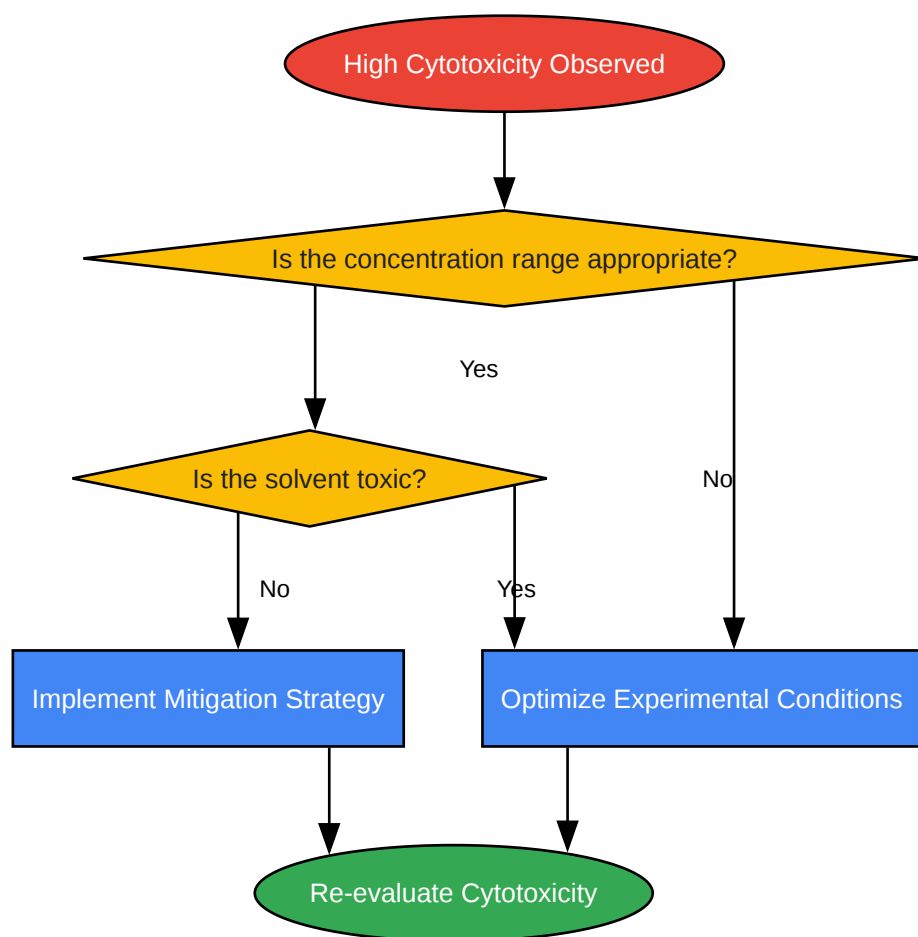 High Cytotoxicity Observed
Is the concentration range appropriate?
Yes
Is the solvent toxic?
No
No
Yes
Implement Mitigation Strategy
Optimize Experimental Conditions
Re-evaluate Cytotoxicity